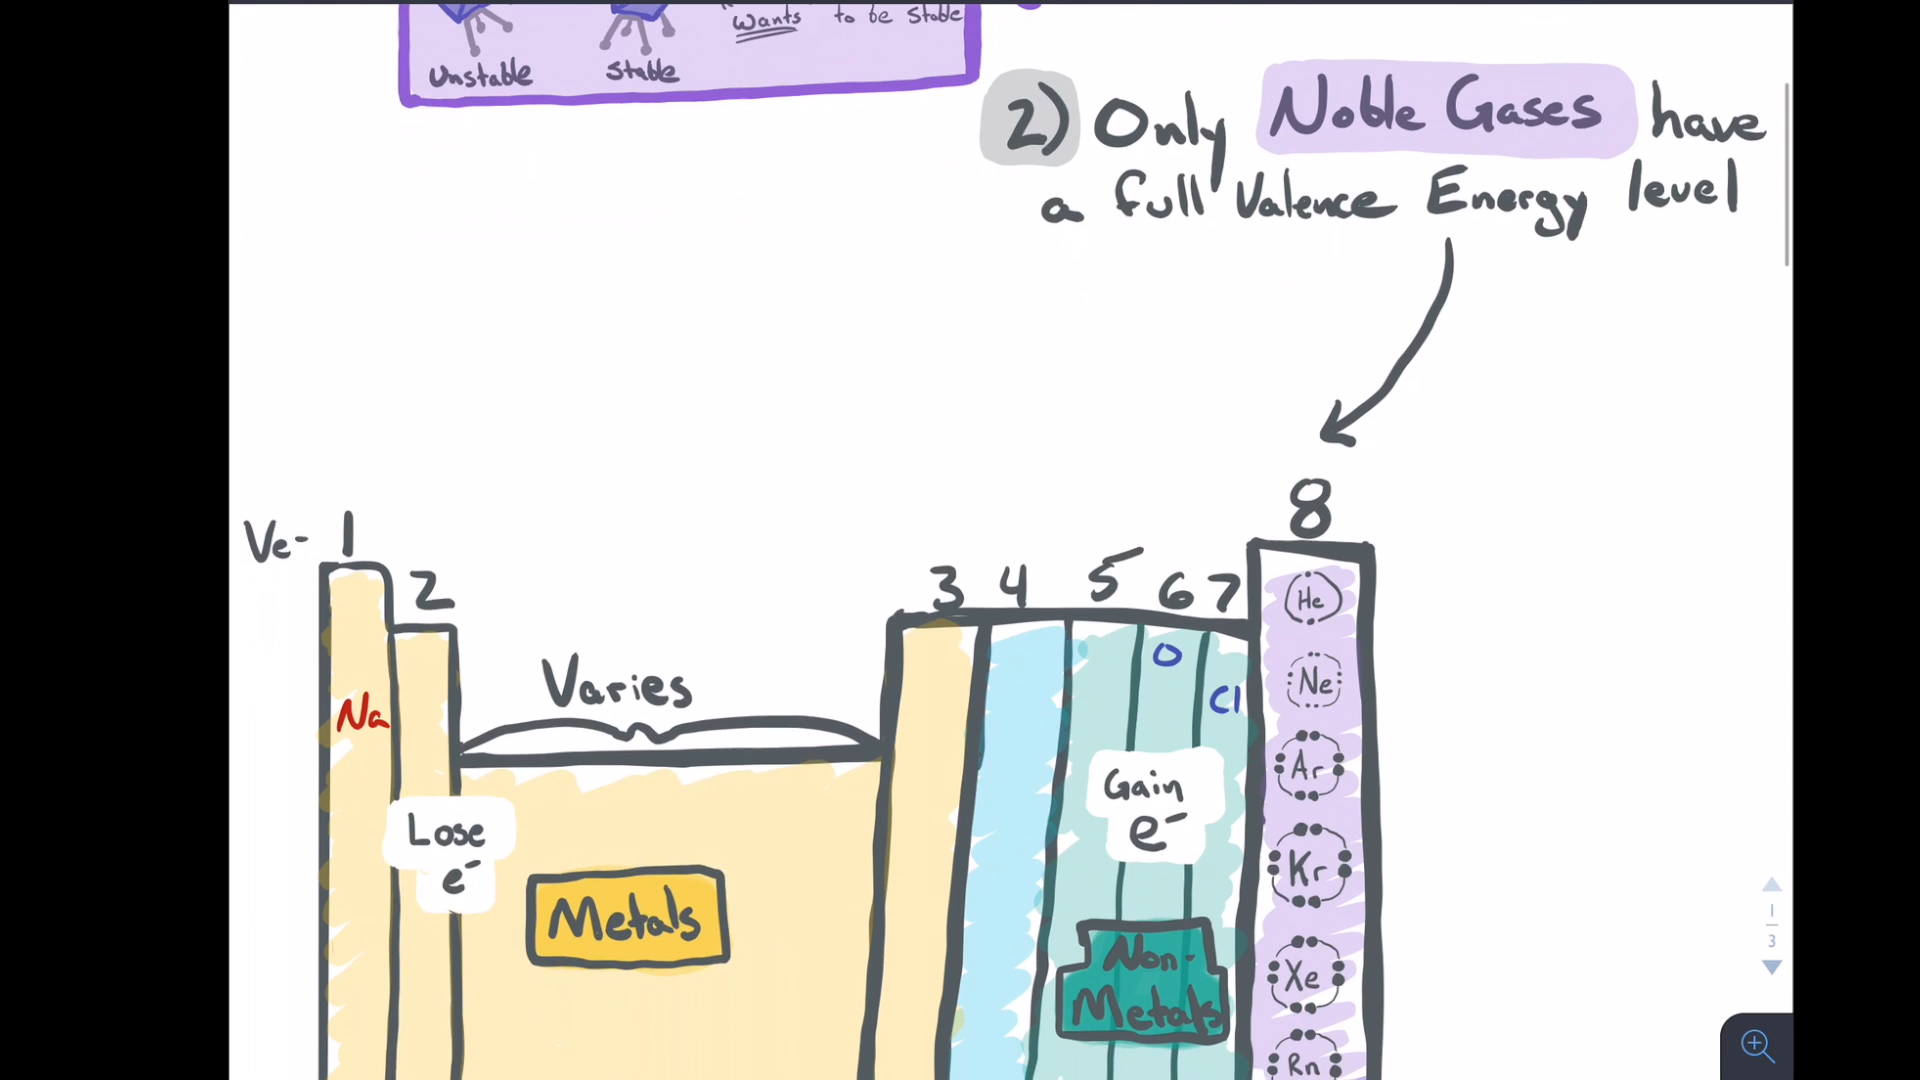 wants to be stable
Unstable
Stable
2) Only Noble Gases have
a full Valence Energy level
8
Ve- 1
2
3 4 5 6 7
He
O
Varies
Ne
Cl
Na
Ar
Gain
e-
Lose
e-
Kr
Metals
Non-
Metals
Xe
Rn
1
3